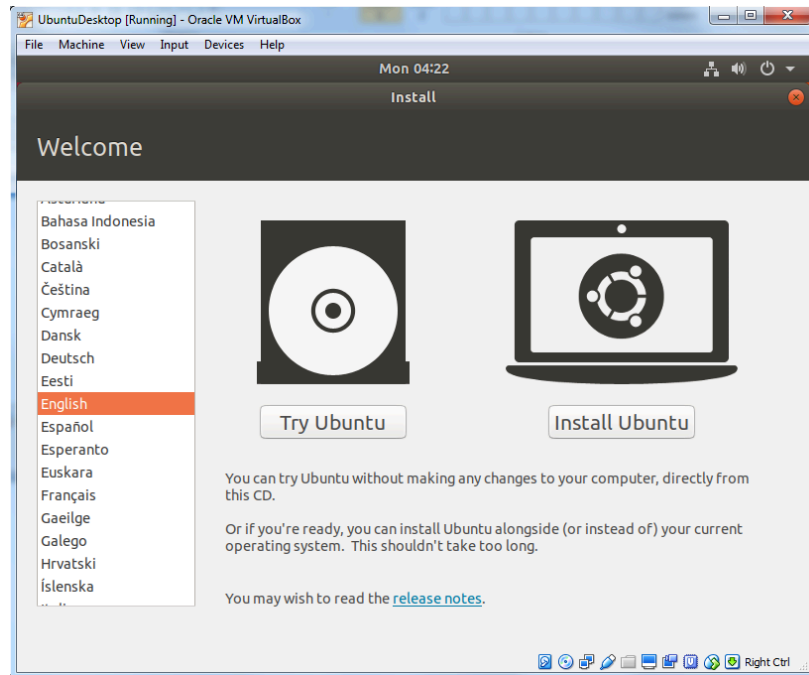 UbuntuDesktop [Running] - Oracle VM VirtualBox
File Machine View Input Devices Help
Mon 04:22
Install
Welcome
Bahasa Indonesia
Bosanski
Català
Čeština
Cymraeg
Dansk
Deutsch
Eesti
English
Español
Esperanto
Euskara
Français
Gaeilge
Galego
Hrvatski
Íslenska
Try Ubuntu
Install Ubuntu
You can try Ubuntu without making any changes to your computer, directly from
this CD.
Or if you're ready, you can install Ubuntu alongside (or instead of) your current
operating system. This shouldn't take too long.
You may wish to read the release notes.
Right Ctrl